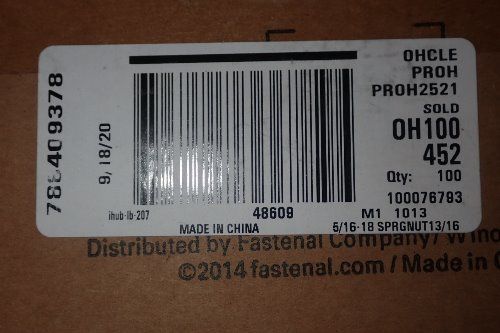 OHCLE
PROH
PROH2521
SOLD
OH100
452
Qty: 100
100076793
788409378
9/18/20
ihub-lb-207
48609
M1 1013
MADE IN CHINA
5/16-18 SPRGNUT13/16
Distributed by Fastenal Company/
©2014 fastenal.com / Made in